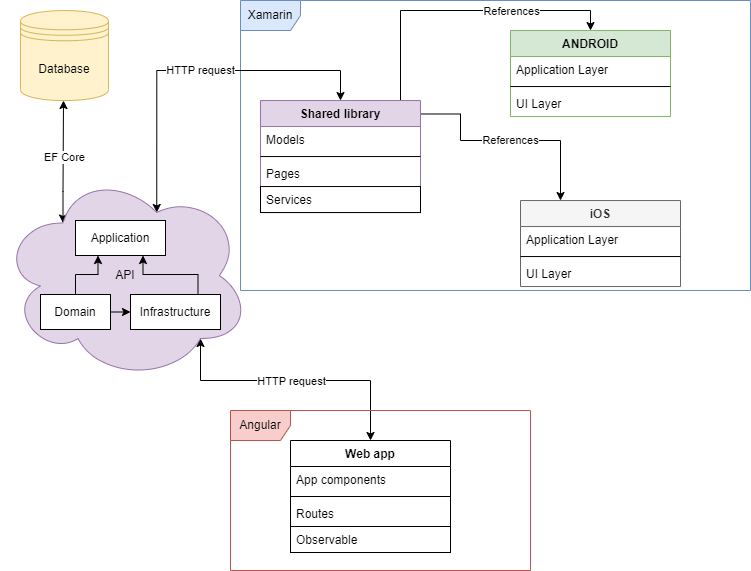 Xamarin
References
ANDROID
Application Layer
UI Layer
Database
HTTP request
Shared library
Models
Pages
Services
References
EF Core
iOS
Application Layer
UI Layer
Application
API
Domain
Infrastructure
HTTP request
Angular
Web app
App components
Routes
Observable